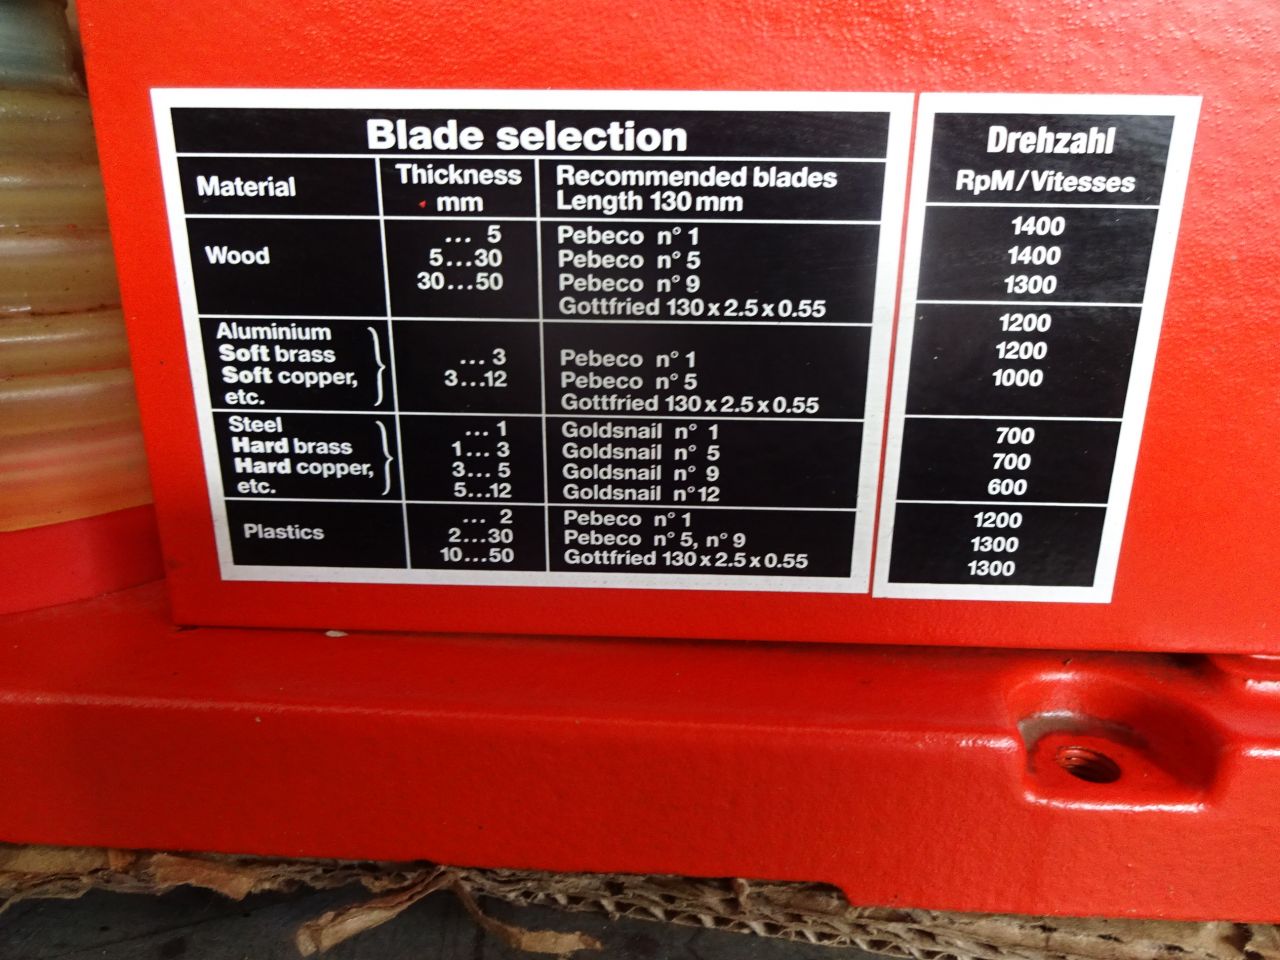 Blade selection
Material Thickness mm Recommended blades Length 130 mm
Wood
... 5 Pebeco n° 1
5...30 Pebeco n° 5
30...50 Pebeco n° 9
Gottfried 130 x 2.5 x 0.55
Aluminium
Soft brass
Soft copper,
etc.
... 3 Pebeco n° 1
3...12 Pebeco n° 5
Gottfried 130 x 2.5 x 0.55
Steel
Hard brass
Hard copper,
etc.
... 1 Goldsnail n° 1
1... 3 Goldsnail n° 5
3... 5 Goldsnail n° 9
5...12 Goldsnail n° 12
Plastics
... 2 Pebeco n° 1
2...30 Pebeco n° 5, n° 9
10...50 Gottfried 130 x 2.5 x 0.55
Drehzahl
RpM/Vitesses
1400
1400
1300
1200
1200
1000
700
700
600
1200
1300
1300